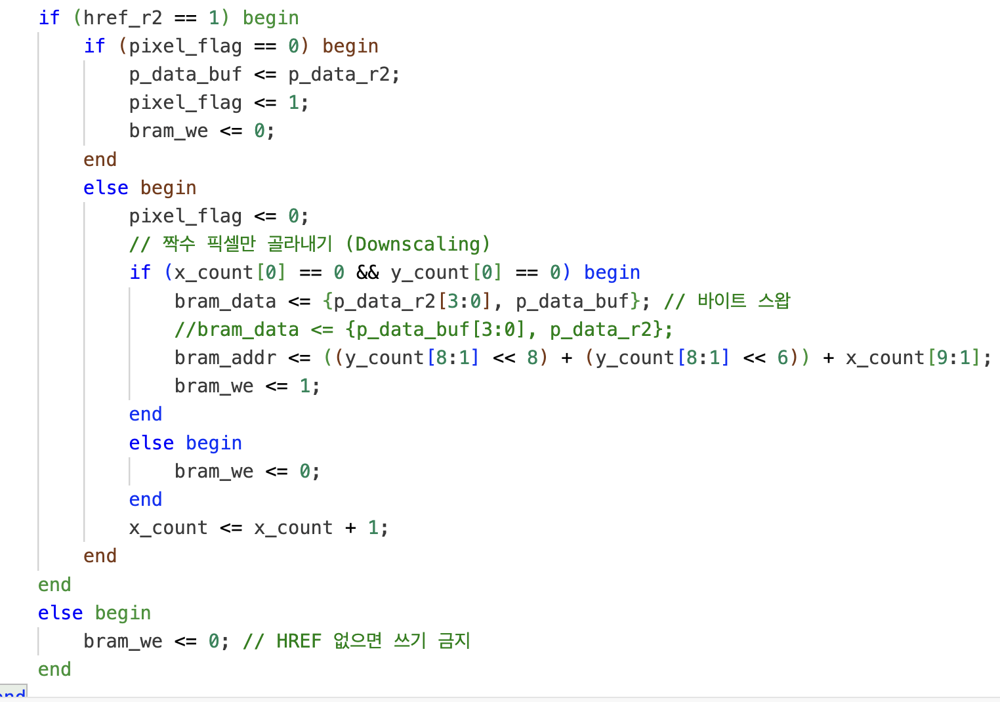 if (href_r2 == 1) begin
if (pixel_flag == 0) begin
p_data_buf <= p_data_r2;
pixel_flag <= 1;
bram_we <= 0;
end
else begin
pixel_flag <= 0;
// 짝수 픽셀만 골라내기 (Downscaling)
if (x_count[0] == 0 && y_count[0] == 0) begin
bram_data <= {p_data_r2[3:0], p_data_buf}; // 바이트 스왑
//bram_data <= {p_data_buf[3:0], p_data_r2};
bram_addr <= ((y_count[8:1] << 8) + (y_count[8:1] << 6)) + x_count[9:1];
bram_we <= 1;
end
else begin
bram_we <= 0;
end
x_count <= x_count + 1;
end
end
else begin
bram_we <= 0; // HREF 없으면 쓰기 금지
end
end